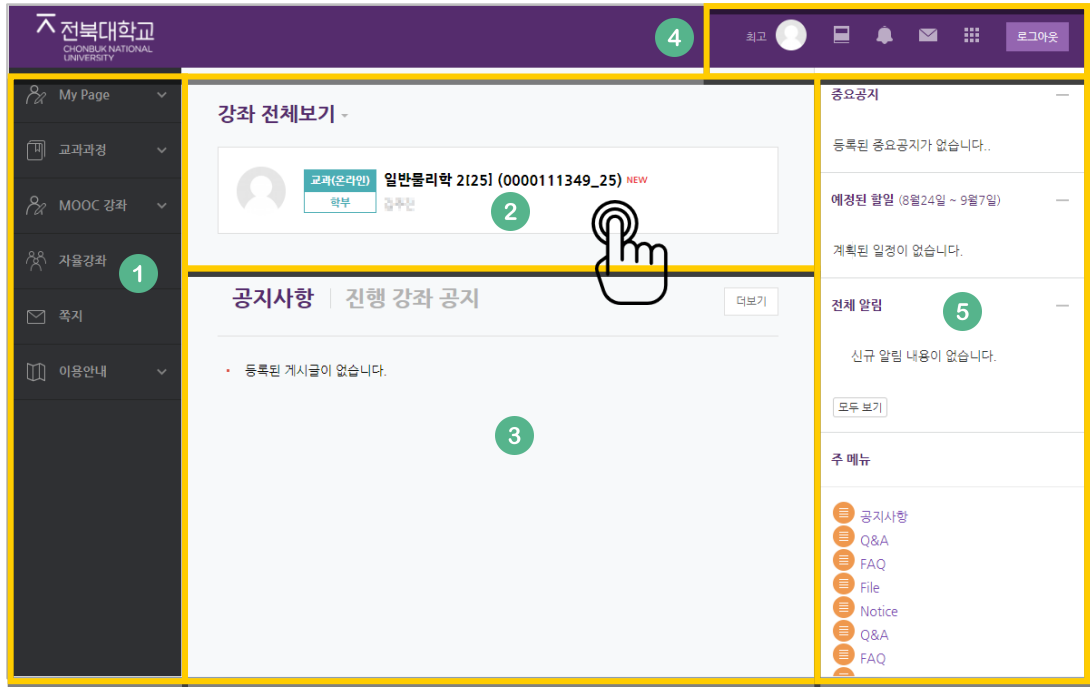 전북대학교
CHONBUK NATIONAL
UNIVERSITY
4
최고
로그아웃
My Page
교과과정
MOOC 강좌
자율강좌
1
쪽지
이용안내
강좌 전체보기
교과(온라인)
학부
일반물리학 2[25] (0000111349_25) NEW
2
공지사항
진행 강좌 공지
더보기
등록된 게시글이 없습니다.
3
중요공지
등록된 중요공지가 없습니다..
예정된 할일 (8월24일 ~ 9월7일)
계획된 일정이 없습니다.
전체 알림
5
신규 알림 내용이 없습니다.
모두 보기
주 메뉴
공지사항
Q&A
FAQ
File
Notice
Q&A
FAQ